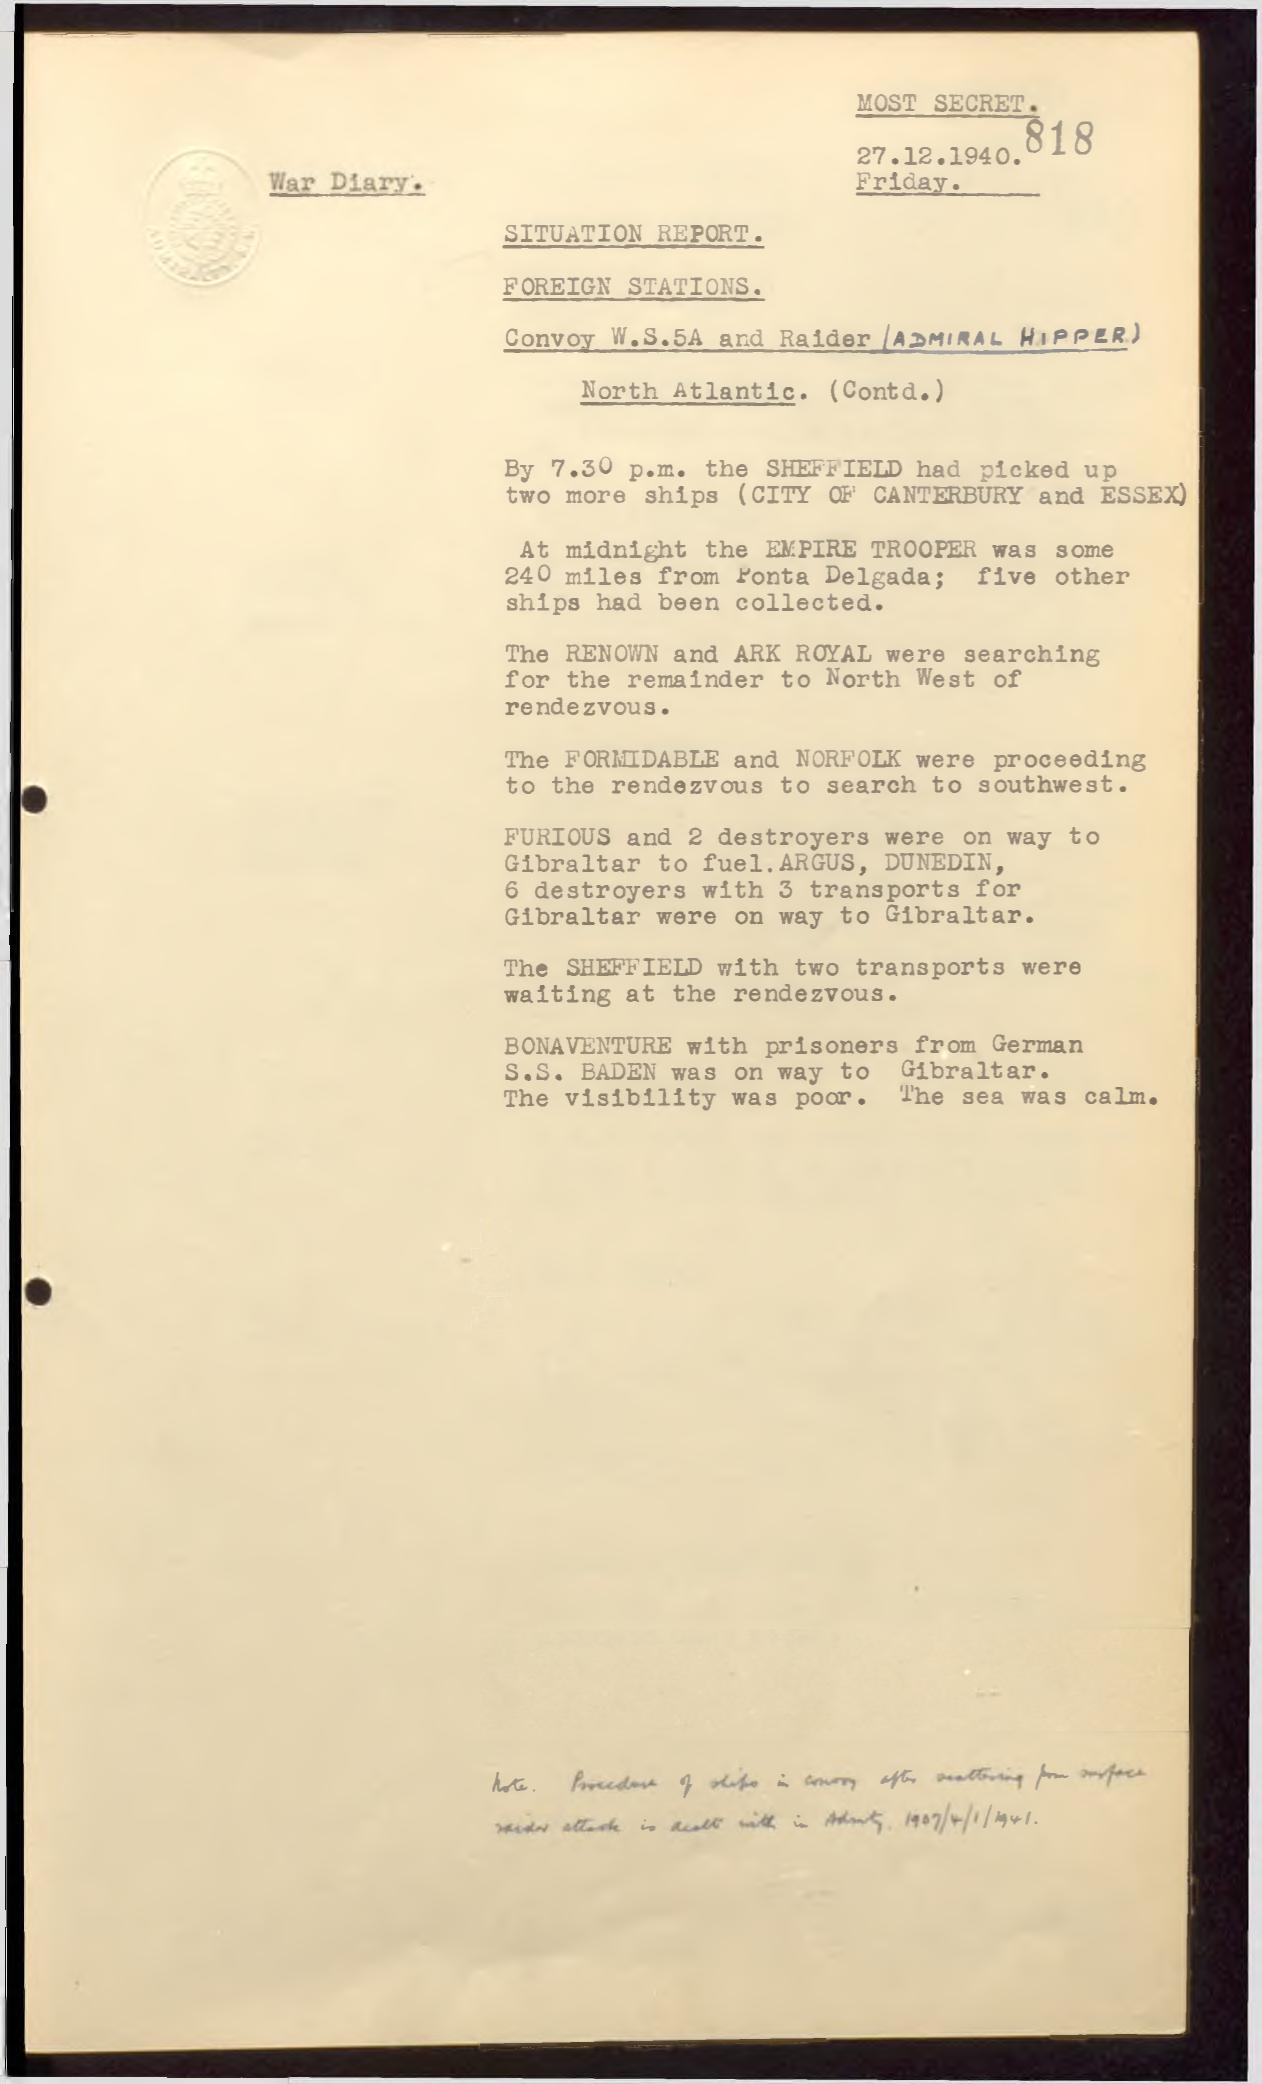 MOST SECRET.
818
27.12.1940.
Friday.
War Diary.
SITUATION REPORT.
FOREIGN STATIONS.
Convoy W.S.5A and Raider (ADMIRAL HIPPER)
North Atlantic. (Contd.)
By 7.30 p.m. the SHEFFIELD had picked up
two more ships (CITY OF CANTERBURY and ESSEX)
At midnight the EMPIRE TROOPER was some
240 miles from Ponta Delgada; five other
ships had been collected.
The RENOWN and ARK ROYAL were searching
for the remainder to North West of
rendezvous.
The FORMIDABLE and NORFOLK were proceeding
to the rendezvous to search to southwest.
FURIOUS and 2 destroyers were on way to
Gibraltar to fuel. ARGUS, DUNEDIN,
6 destroyers with 3 transports for
Gibraltar were on way to Gibraltar.
The SHEFFIELD with two transports were
waiting at the rendezvous.
BONAVENTURE with prisoners from German
S.S. BADEN was on way to Gibraltar.
The visibility was poor. The sea was calm.
Note. Procedure of ships in convoy after scattering from surface
raider attack is dealt with in Admty. 1907/4/1/1941.